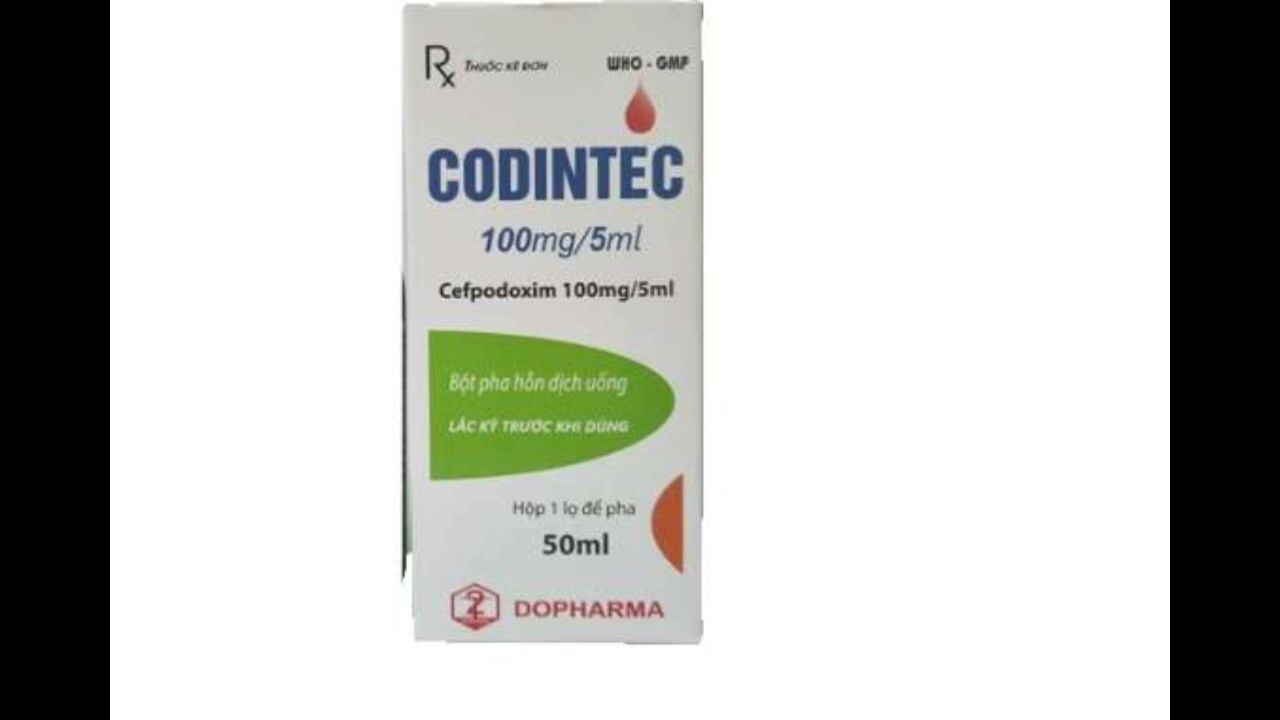 Rx THUỐC KÊ ĐƠN
WHO - GMP
CODINTEC
100mg/5ml
Cefpodoxim 100mg/5ml
Bột pha hỗn dịch uống
LẮC KỸ TRƯỚC KHI DÙNG
Hộp 1 lọ để pha
50ml
DOPHARMA